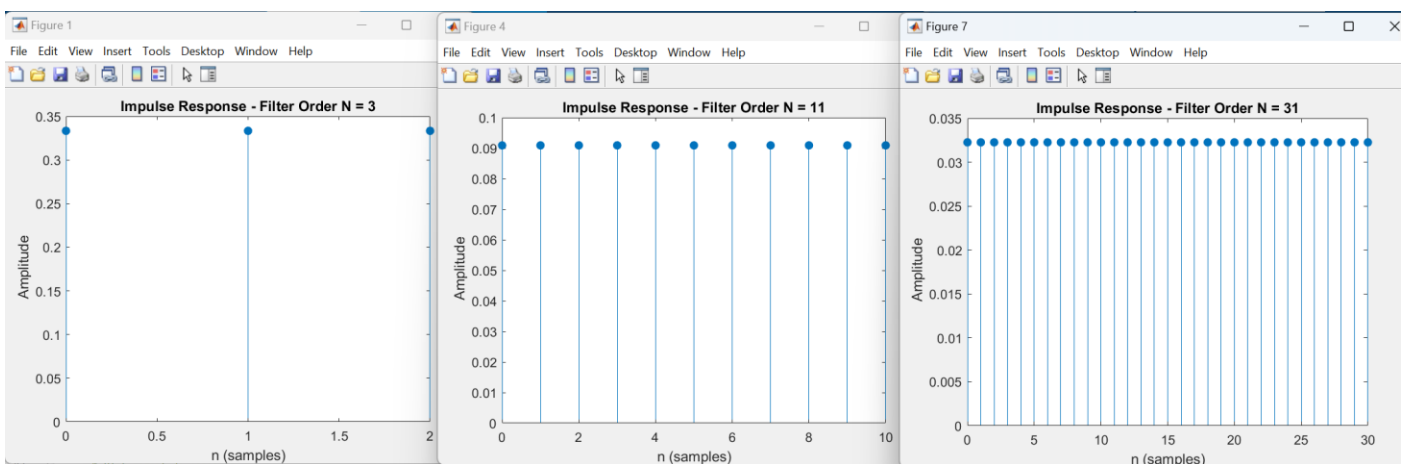 Figure 1
File Edit View Insert Tools Desktop Window Help
Impulse Response - Filter Order N = 3
0.35
0.3
0.25
0.2
0.15
0.1
0.05
0
Amplitude
0 0.5 1 1.5 2
n (samples)
Figure 4
File Edit View Insert Tools Desktop Window Help
Impulse Response - Filter Order N = 11
0.1
0.09
0.08
0.07
0.06
0.05
0.04
0.03
0.02
0.01
0
Amplitude
0 2 4 6 8 10
n (samples)
Figure 7
File Edit View Insert Tools Desktop Window Help
Impulse Response - Filter Order N = 31
0.035
0.03
0.025
0.02
0.015
0.01
0.005
0
Amplitude
0 5 10 15 20 25 30
n (samples)